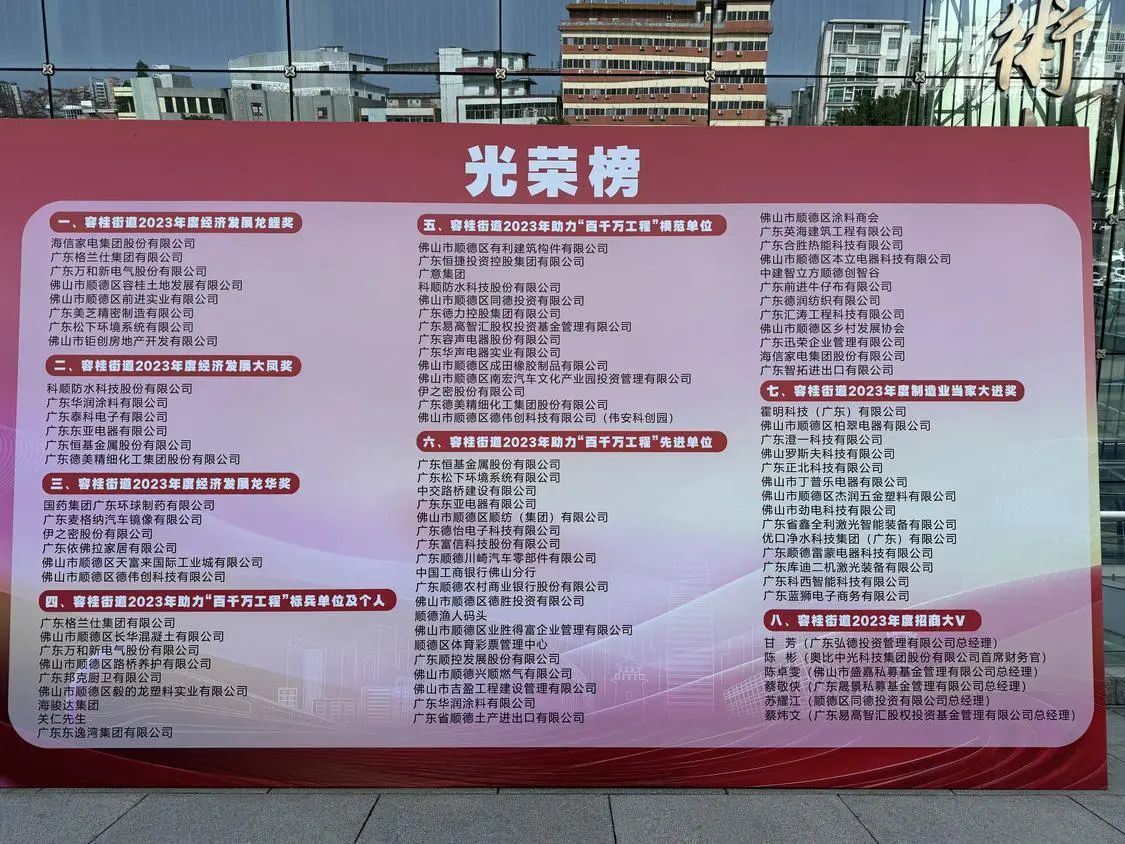 術
光荣榜
一、容桂街道2023年度经济发展龙鲤奖
海信家电集团股份有限公司
广东格兰仕集团有限公司
广东万和新电气股份有限公司
佛山市顺德区容桂土地发展有限公司
佛山市顺德区前进实业有限公司
广东美芝精密制造有限公司
广东松下环境系统有限公司
佛山市钜创房地产开发有限公司
二、容桂街道2023年度经济发展大凤奖
科顺防水科技股份有限公司
广东华润涂料有限公司
广东泰科电子有限公司
广东东亚电器有限公司
广东恒基金属股份有限公司
广东德美精细化工集团股份有限公司
三、容桂街道2023年度经济发展龙华奖
国药集团广东环球制药有限公司
广东麦格纳汽车镜像有限公司
伊之密股份有限公司
广东依佛拉家居有限公司
佛山市顺德区天富来国际工业城有限公司
佛山市顺德区德伟创科技有限公司
四、容桂街道2023年助力“百千万工程”标兵单位及个人
广东格兰仕集团有限公司
佛山市顺德区长华混凝土有限公司
广东万和新电气股份有限公司
佛山市顺德区路桥养护有限公司
广东邦克厨卫有限公司
佛山市顺德区毅的龙塑料实业有限公司
海骏达集团
关仁先生
广东东逸湾集团有限公司
五、容桂街道2023年助力“百千万工程”模范单位
佛山市顺德区有利建筑构件有限公司
广东恒捷投资控股集团有限公司
广意集团
科顺防水科技股份有限公司
佛山市顺德区同德投资有限公司
广东德力控股集团有限公司
广东易高智汇股权投资基金管理有限公司
广东容声电器股份有限公司
广东华声电器实业有限公司
佛山市顺德区成田橡胶制品有限公司
佛山市顺德区南宏汽车文化产业园投资管理有限公司
伊之密股份有限公司
广东德美精细化工集团股份有限公司
佛山市顺德区德伟创科技有限公司（伟安科创园）
六、容桂街道2023年助力“百千万工程”先进单位
广东恒基金属股份有限公司
广东松下环境系统有限公司
中交路桥建设有限公司
广东东亚电器有限公司
佛山市顺德区顺纺（集团）有限公司
广东德怡电子科技有限公司
广东富信科技股份有限公司
广东顺德川崎汽车零部件有限公司
中国工商银行佛山分行
广东顺德农村商业银行股份有限公司
佛山市顺德区德胜投资有限公司
顺德渔人码头
佛山市顺德区业胜得富企业管理有限公司
顺德区体育彩票管理中心
广东顺控发展股份有限公司
佛山市顺德兴顺燃气有限公司
佛山市吉盈工程建设管理有限公司
广东华润涂料有限公司
广东省顺德土产进出口有限公司
佛山市顺德区涂料商会
广东英海建筑工程有限公司
广东合胜热能科技有限公司
佛山市顺德区本立电器科技有限公司
中建智立方顺德创智谷
广东前进牛仔布有限公司
广东德润纺织有限公司
广东汇涛工程科技有限公司
佛山市顺德区乡村发展协会
广东迅荣企业管理有限公司
海信家电集团股份有限公司
广东智拓进出口有限公司
七、容桂街道2023年度制造业当家大进奖
霍明科技（广东）有限公司
佛山市顺德区柏翠电器有限公司
广东澄一科技有限公司
佛山罗斯夫科技有限公司
广东正北科技有限公司
佛山市丁普乐电器有限公司
佛山市顺德区杰润五金塑料有限公司
佛山市劲电科技有限公司
广东省鑫全利激光智能装备有限公司
优口净水科技集团（广东）有限公司
广东顺德雷蒙电器科技有限公司
广东库迪二机激光装备有限公司
广东科西智能科技有限公司
广东蓝狮电子商务有限公司
八、容桂街道2023年度招商大V
甘 芳（广东弘德投资管理有限公司总经理）
陈 彬（奥比中光科技集团股份有限公司首席财务官）
陈卓雯（佛山市盛嘉私募基金管理有限公司总经理）
蔡敬侠（广东晟景私募基金管理有限公司总经理）
苏耀江（顺德区同德投资有限公司总经理）
蔡炜文（广东易高智汇股权投资基金管理有限公司总经理）